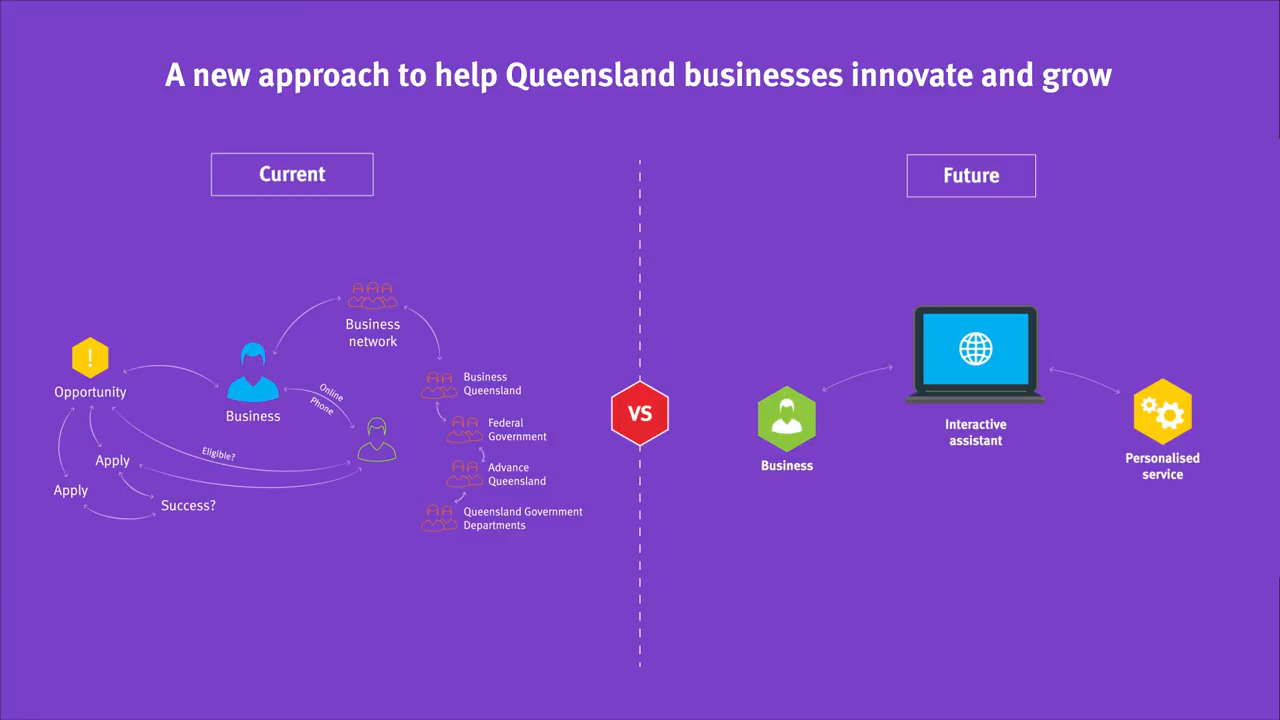 A new approach to help Queensland businesses innovate and grow
Current
Business
network
!
Opportunity
Business
Online
Phone
Eligible?
Apply
Apply
Success?
Business
Queensland
Federal
Government
Advance
Queensland
Queensland Government
Departments
VS
Future
Business
Interactive
assistant
Personalised
service